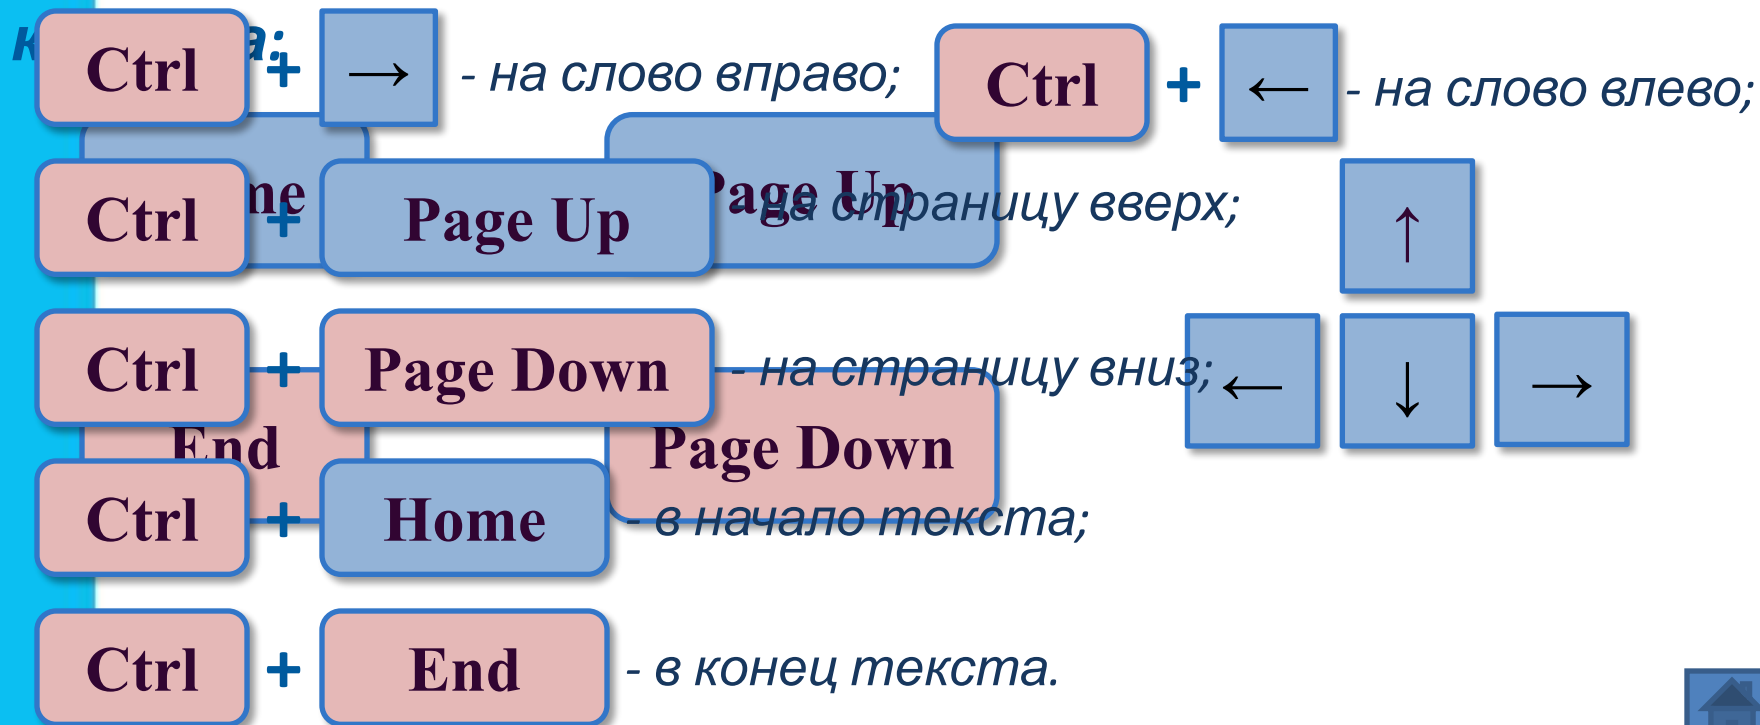 Ctrl + → - на слово вправо; Ctrl + ← - на слово влево;
Ctrl + Page Up - на страницу вверх;
Page Up
↑
Ctrl + Page Down - на страницу вниз;
← ↓ →
End Page Down
Ctrl + Home - в начало текста;
Ctrl + End - в конец текста.